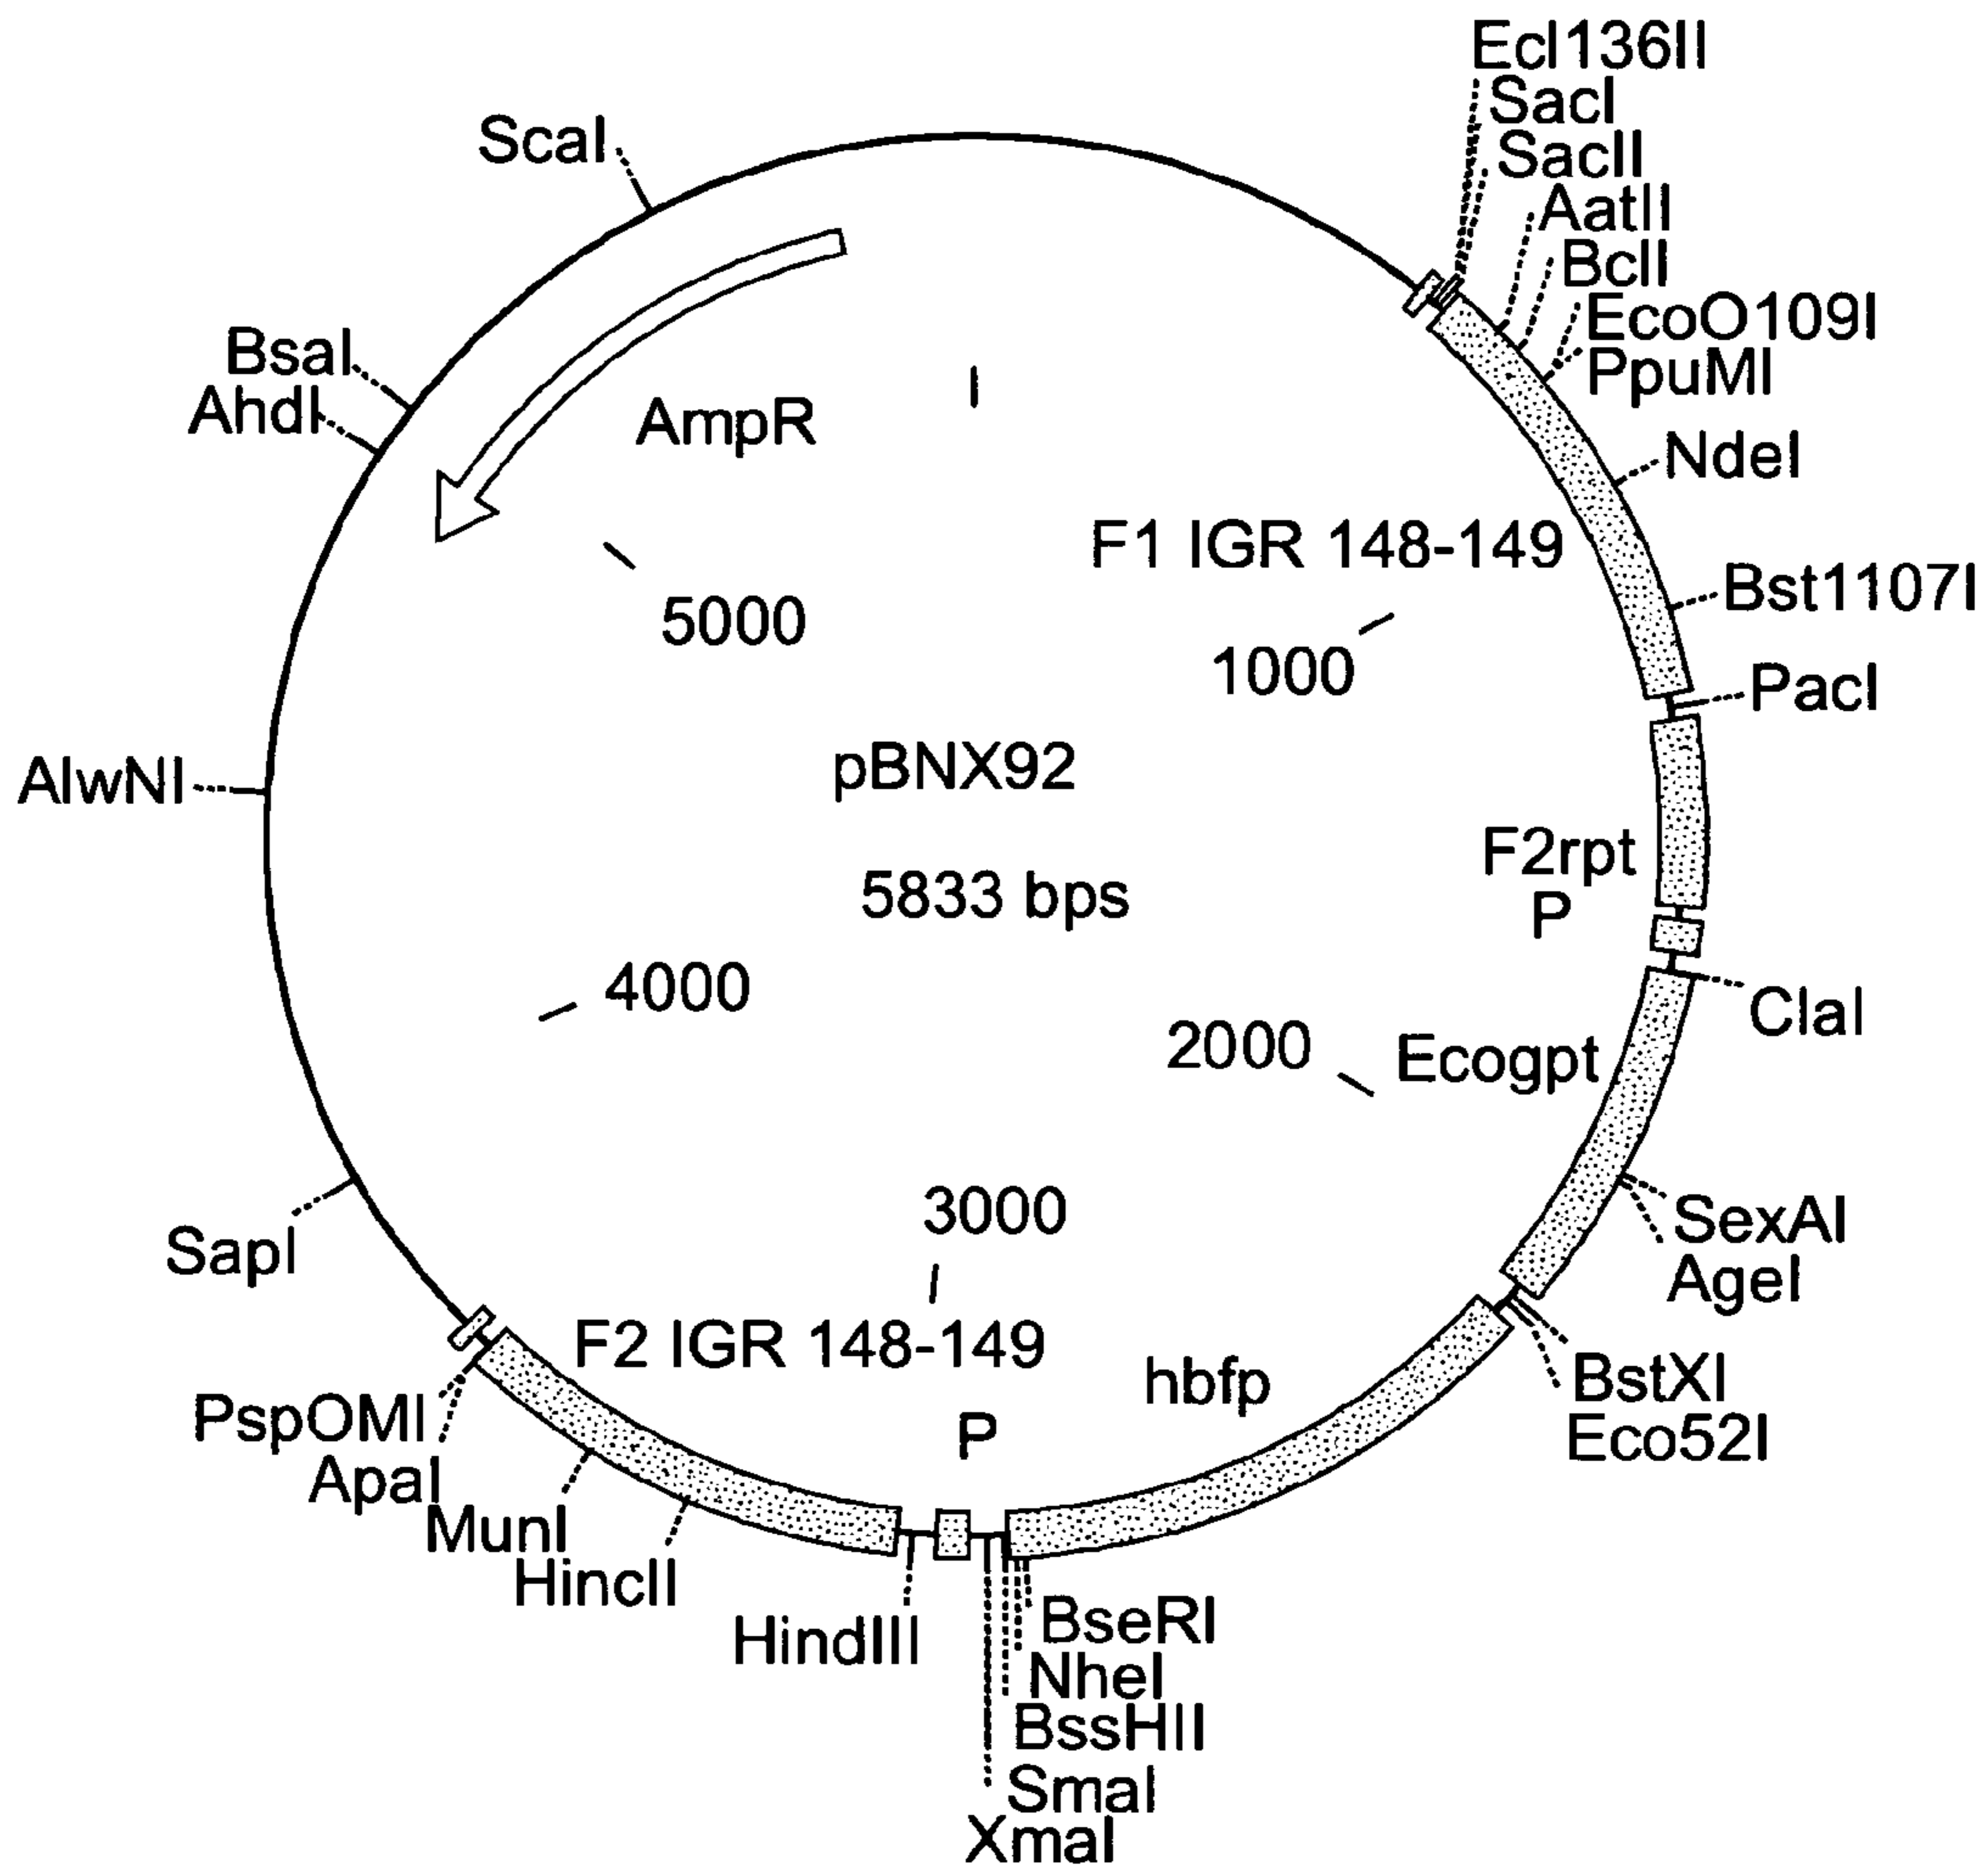 Ecl136II
SacI
ScaI
SacII
AatII
BclI
EcoO109I
BsaI
PpuMI
AhdI
AmpR
NdeI
F1 IGR 148-149
Bst1107I
5000
1000
PacI
pBNX92
AlwNI
F2rpt
5833 bps
P
4000
ClaI
2000
Ecogpt
3000
SexAI
SapI
AgeI
F2 IGR 148-149
hbfp
BstXI
PspOMI
P
Eco52I
ApaI
MunI
HincII
BseRI
HindIII
NheI
BssHII
SmaI
XmaI